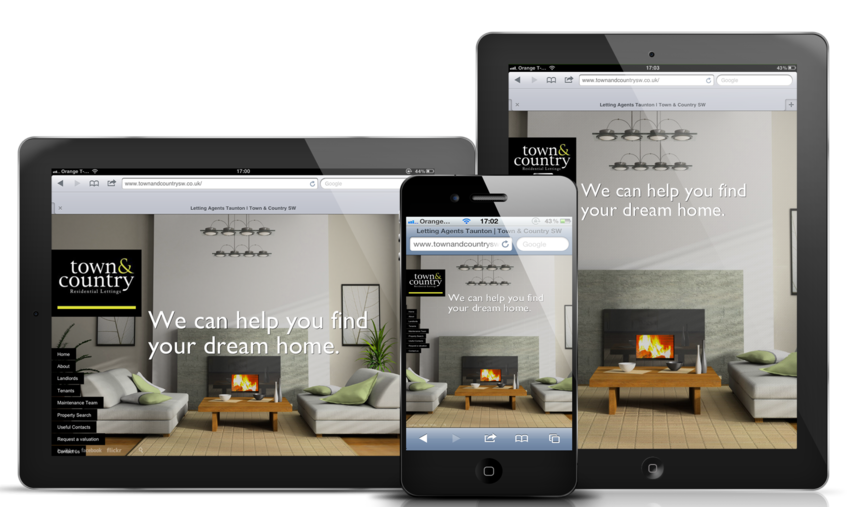 Orange T-...
17:00
44%
www.townandcountrysw.co.uk/
Google
Letting Agents Taunton | Town & Country SW
town&
country
Residential Lettings
We can help you find
your dream home.
Home
About
Landlords
Tenants
Maintenance Team
Property Search
Useful Contacts
Request a valuation
Contact us
facebook flickr
Orange...
17:02
43%
Letting Agents Taunton | Town & Country SW
www.townandcountrysw
Google
town&
country
We can help you find
your dream home.
Orange T-...
17:03
43%
www.townandcountrysw.co.uk/
Google
Letting Agents Taunton | Town & Country SW
town&
country
We can help you find
your dream home.